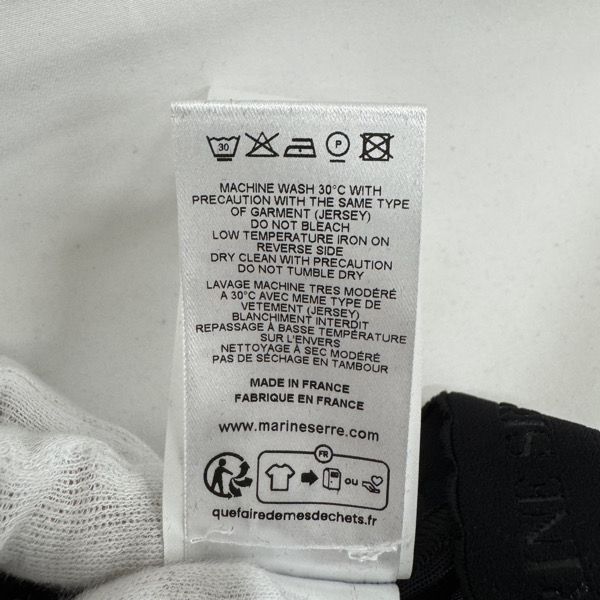 30
P
MACHINE WASH 30°C WITH
PRECAUTION WITH THE SAME TYPE
OF GARMENT (JERSEY)
DO NOT BLEACH
LOW TEMPERATURE IRON ON
REVERSE SIDE
DRY CLEAN WITH PRECAUTION
DO NOT TUMBLE DRY
LAVAGE MACHINE TRES MODÉRÉ
A 30°C AVEC MEME TYPE DE
VETEMENT (JERSEY)
BLANCHIMENT INTERDIT
REPASSAGE À BASSE TEMPÉRATURE
SUR L'ENVERS
NETTOYAGE À SEC MODÉRÉ
PAS DE SÉCHAGE EN TAMBOUR
MADE IN FRANCE
FABRIQUE EN FRANCE
www.marineserre.com
FR
OU
quefairedemesdechets.fr